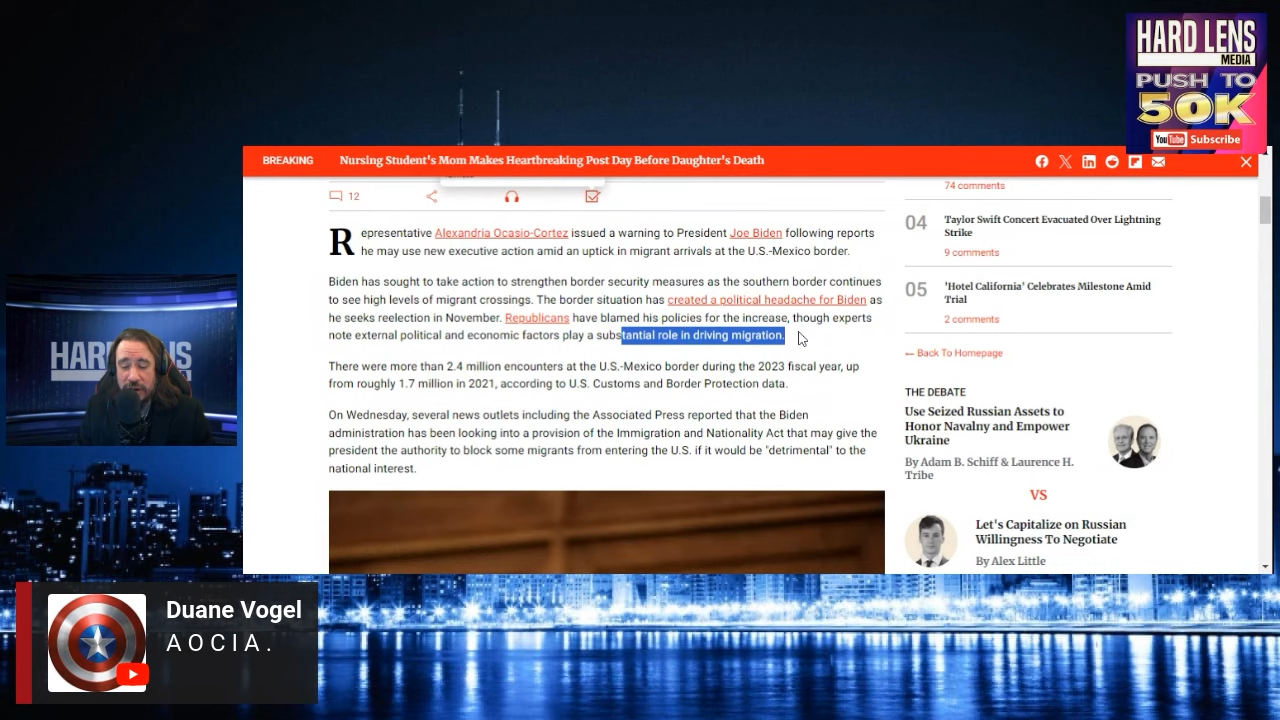 HARD LENS
MEDIA
PUSH TO
50K
YouTube Subscribe
BREAKING
Nursing Student's Mom Makes Heartbreaking Post Day Before Daughter's Death
12
Representative Alexandria Ocasio-Cortez issued a warning to President Joe Biden following reports
he may use new executive action amid an uptick in migrant arrivals at the U.S.-Mexico border.
Biden has sought to take action to strengthen border security measures as the southern border continues
to see high levels of migrant crossings. The border situation has created a political headache for Biden as
he seeks reelection in November. Republicans have blamed his policies for the increase, though experts
note external political and economic factors play a substantial role in driving migration.
There were more than 2.4 million encounters at the U.S.-Mexico border during the 2023 fiscal year, up
from roughly 1.7 million in 2021, according to U.S. Customs and Border Protection data.
On Wednesday, several news outlets including the Associated Press reported that the Biden
administration has been looking into a provision of the Immigration and Nationality Act that may give the
president the authority to block some migrants from entering the U.S. if it would be "detrimental" to the
national interest.
74 comments
04
Taylor Swift Concert Evacuated Over Lightning
Strike
9 comments
05
'Hotel California' Celebrates Milestone Amid
Trial
2 comments
← Back To Homepage
THE DEBATE
Use Seized Russian Assets to
Honor Navalny and Empower
Ukraine
By Adam B. Schiff & Laurence H.
Tribe
VS
Let's Capitalize on Russian
Willingness To Negotiate
By Alex Little
Duane Vogel
A O C I A .